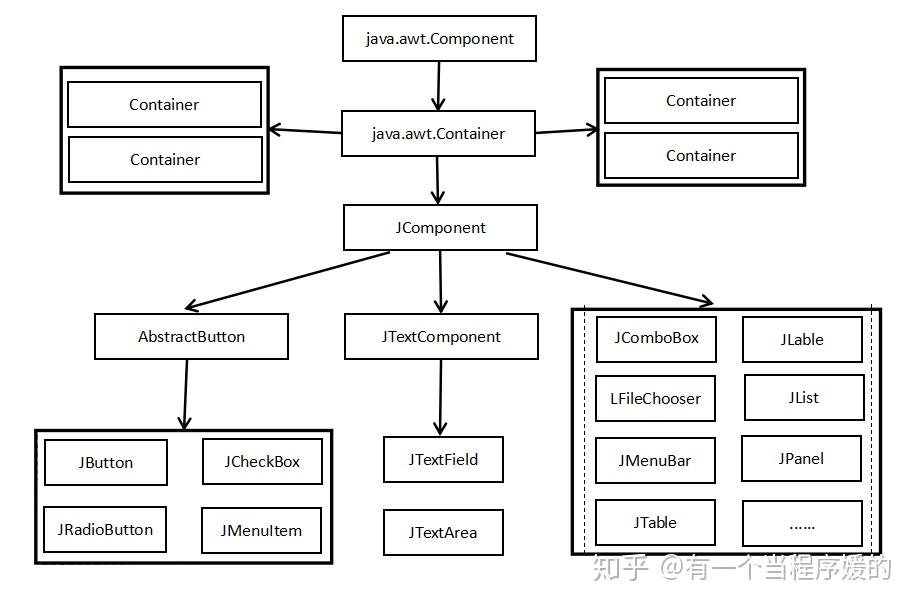 java.awt.Component
Container
java.awt.Container
Container
Container
Container
JComponent
AbstractButton
JTextComponent
JComboBox
JLable
LFileChooser
JList
JMenuBar
JPanel
JTable
......
JButton
JCheckBox
JRadioButton
JMenuItem
JTextField
JTextArea
知乎 @有一个当程序媛的